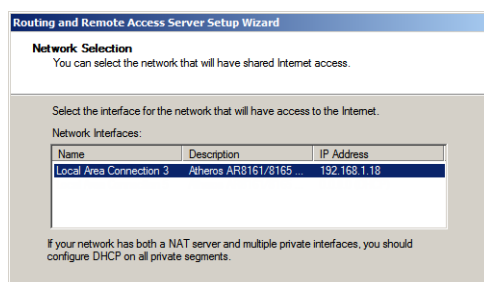 Routing and Remote Access Server Setup Wizard
Network Selection
You can select the network that will have shared Internet access.
Select the interface for the network that will have access to the Internet.
Network Interfaces:
Name Description IP Address
Local Area Connection 3 Atheros AR8161/8165 ... 192.168.1.18
If your network has both a NAT server and multiple private interfaces, you should
configure DHCP on all private segments.